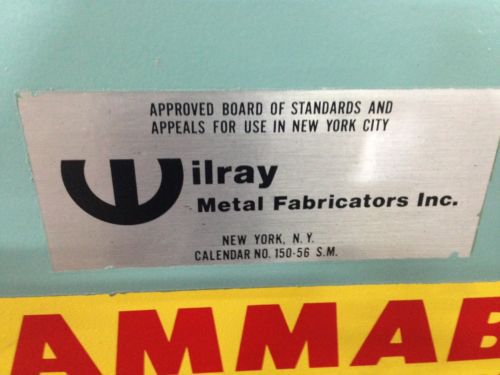 APPROVED BOARD OF STANDARDS AND
APPEALS FOR USE IN NEW YORK CITY
Wilray
Metal Fabricators Inc.
NEW YORK, N.Y.
CALENDAR NO. 150-56 S.M.
AMMAB